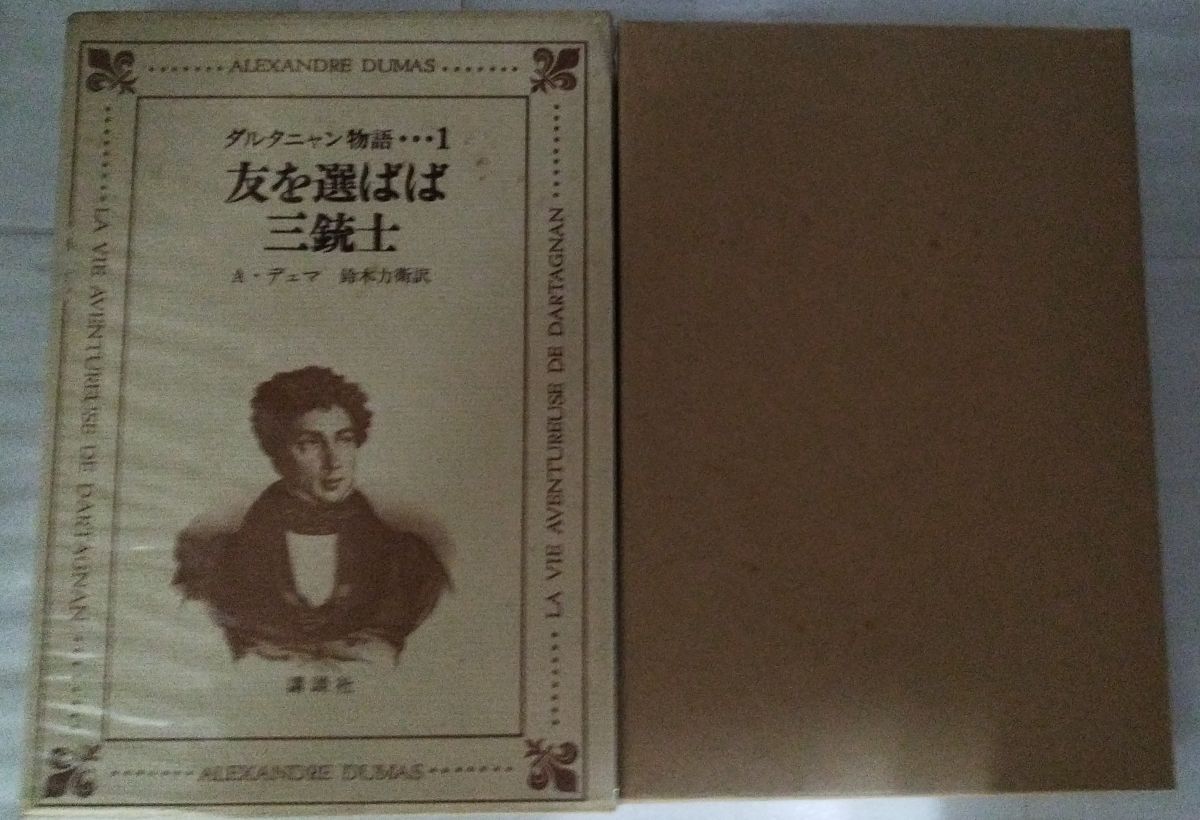 ALEXANDRE DUMAS
ダルタニャン物語・・・1
友を選ばば
三銃士
A・デュマ 鈴木力衛訳
講談社
LA VIE AVENTUREUSE DE DARTAGNAN
LA VIE AVENTUREUSE DE DARTAGNAN
ALEXANDRE DUMAS